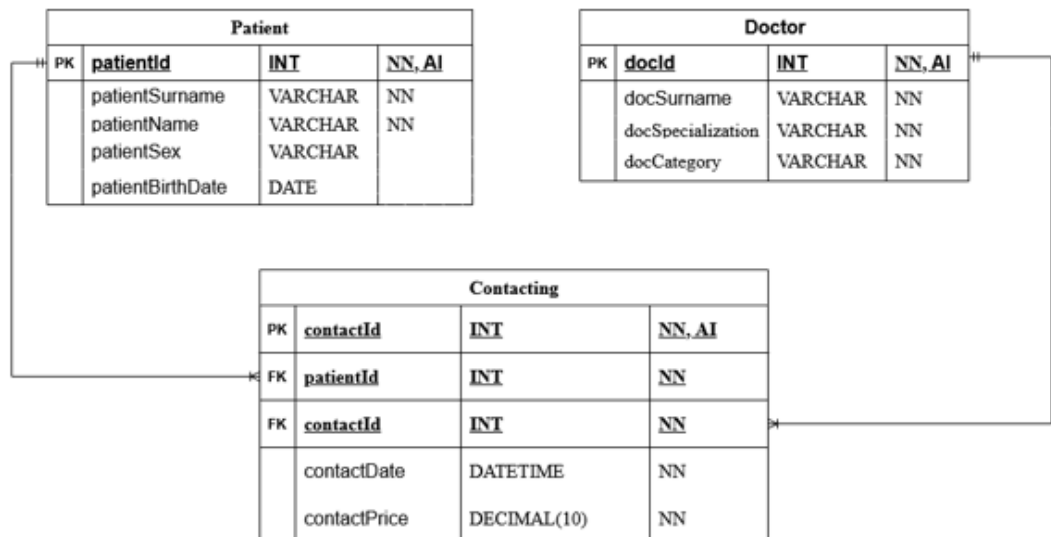 Patient
PK patientId INT NN, AI
patientSurname VARCHAR NN
patientName VARCHAR NN
patientSex VARCHAR
patientBirthDate DATE
Doctor
PK docId INT NN, AI
docSurname VARCHAR NN
docSpecialization VARCHAR NN
docCategory VARCHAR NN
Contacting
PK contactId INT NN, AI
FK patientId INT NN
FK contactId INT NN
contactDate DATETIME NN
contactPrice DECIMAL(10) NN